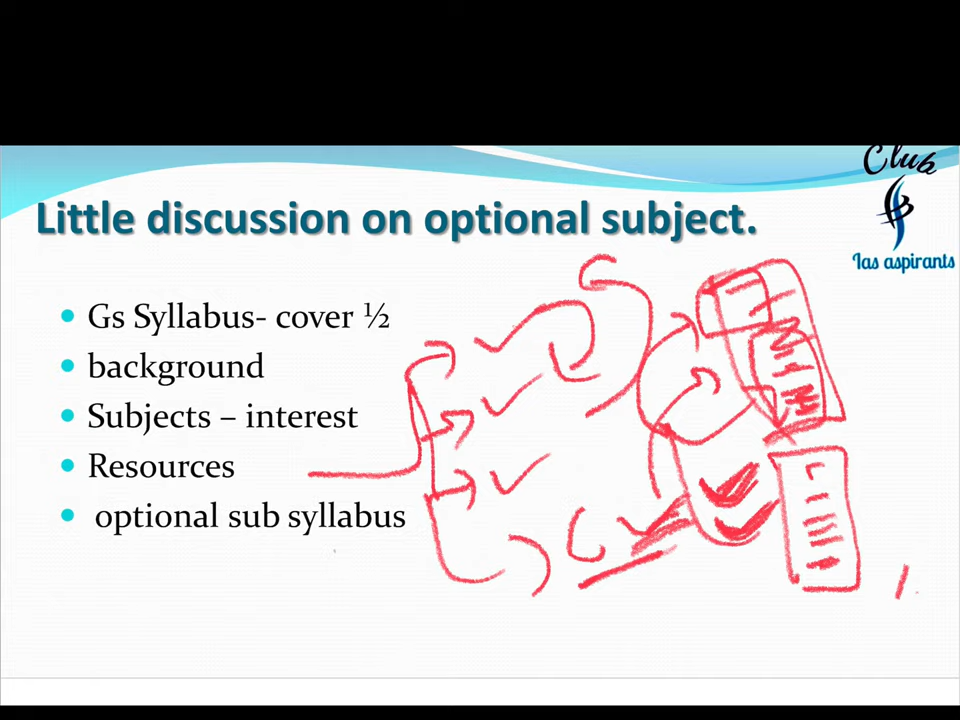 Club
Ias aspirants
Little discussion on optional subject.
Gs Syllabus- cover ½
background
Subjects – interest
Resources
optional sub syllabus